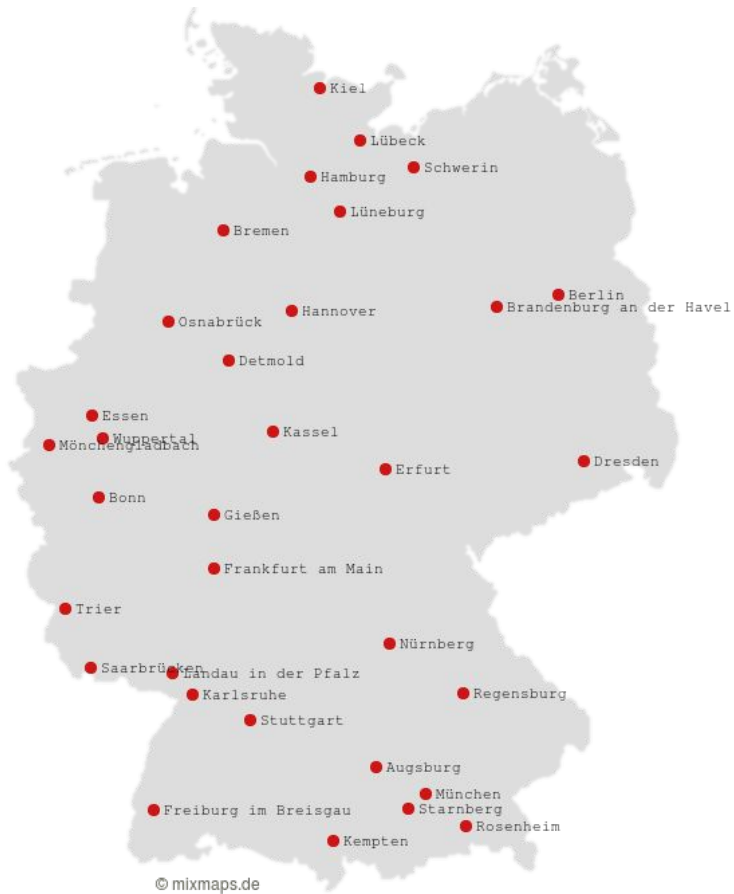 Kiel
Lübeck
Schwerin
Hamburg
Lüneburg
Bremen
Berlin
Brandenburg an der Havel
Hannover
Osnabrück
Detmold
Essen
Kassel
Wuppertal
Mönchengladbach
Dresden
Erfurt
Bonn
Gießen
Frankfurt am Main
Trier
Nürnberg
Saarbrücken
Landau in der Pfalz
Karlsruhe
Regensburg
Stuttgart
Augsburg
München
Starnberg
Freiburg im Breisgau
Rosenheim
Kempten
© mixmaps.de